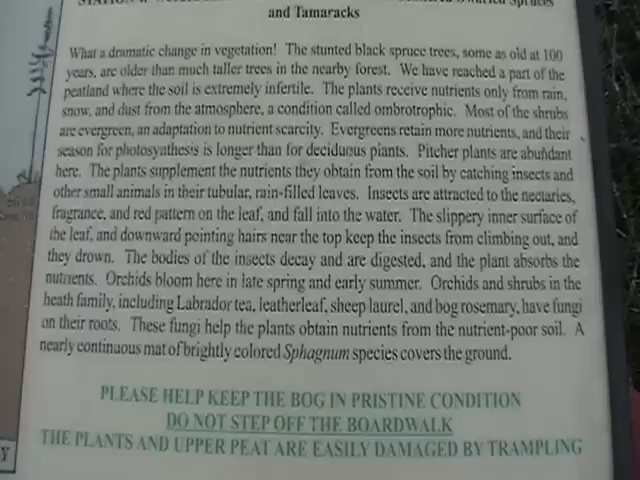 Spruces
and Tamaracks
What a dramatic change in vegetation! The stunted black spruce trees, some as old at 100
years, are older than much taller trees in the nearby forest. We have reached a part of the
peatland where the soil is extremely infertile. The plants receive nutrients only from rain,
snow, and dust from the atmosphere, a condition called ombrotrophic. Most of the shrubs
are evergreen, an adaptation to nutrient scarcity. Evergreens retain more nutrients, and their
season for photosynthesis is longer than for deciduous plants. Pitcher plants are abundant
here. The plants supplement the nutrients they obtain from the soil by catching insects and
other small animals in their tubular, rain-filled leaves. Insects are attracted to the nectaries,
fragrance, and red pattern on the leaf, and fall into the water. The slippery inner surface of
the leaf, and downward pointing hairs near the top keep the insects from climbing out, and
they drown. The bodies of the insects decay and are digested, and the plant absorbs the
nutrients. Orchids bloom here in late spring and early summer. Orchids and shrubs in the
heath family, including Labrador tea, leatherleaf, sheep laurel, and bog rosemary, have fungi
on their roots. These fungi help the plants obtain nutrients from the nutrient-poor soil. A
nearly continuous mat of brightly colored Sphagnum species covers the ground.
PLEASE HELP KEEP THE BOG IN PRISTINE CONDITION
DO NOT STEP OFF THE BOARDWALK
THE PLANTS AND UPPER PEAT ARE EASILY DAMAGED BY TRAMPLING
Y